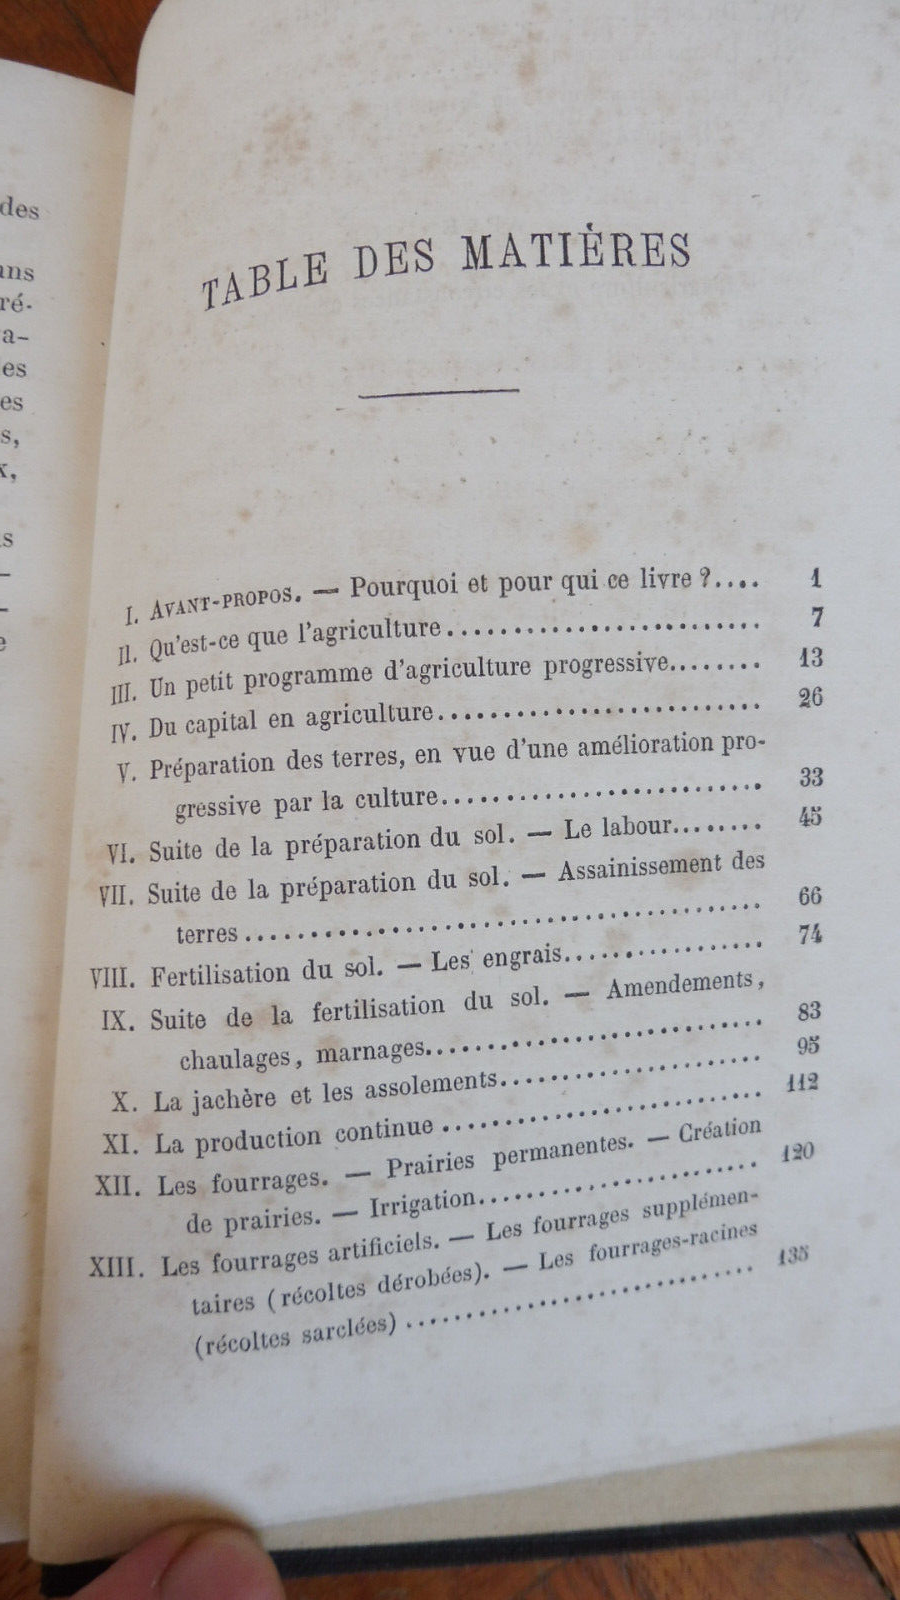 des
ans
ré-
a-
es
es
s,
x,
s
–
–
e
TABLE DES MATIÈRES
I. AVANT-PROPOS. — Pourquoi et pour qui ce livre ?.... 1
II. Qu'est-ce que l'agriculture........................ 7
III. Un petit programme d'agriculture progressive........ 13
IV. Du capital en agriculture......................... 26
V. Préparation des terres, en vue d'une amélioration pro-
gressive par la culture......................... 33
VI. Suite de la préparation du sol. — Le labour........ 45
VII. Suite de la préparation du sol. — Assainissement des
terres ....................................... 66
VIII. Fertilisation du sol. — Les engrais.................. 74
IX. Suite de la fertilisation du sol. — Amendements,
chaulages, marnages........................... 83
X. La jachère et les assolements..................... 95
XI. La production continue .......................... 112
XII. Les fourrages. — Prairies permanentes. — Création
de prairies. — Irrigation........................ 120
XIII. Les fourrages artificiels. — Les fourrages supplémen-
taires (récoltes dérobées). — Les fourrages-racines
(récoltes sarclées) ............................ 135